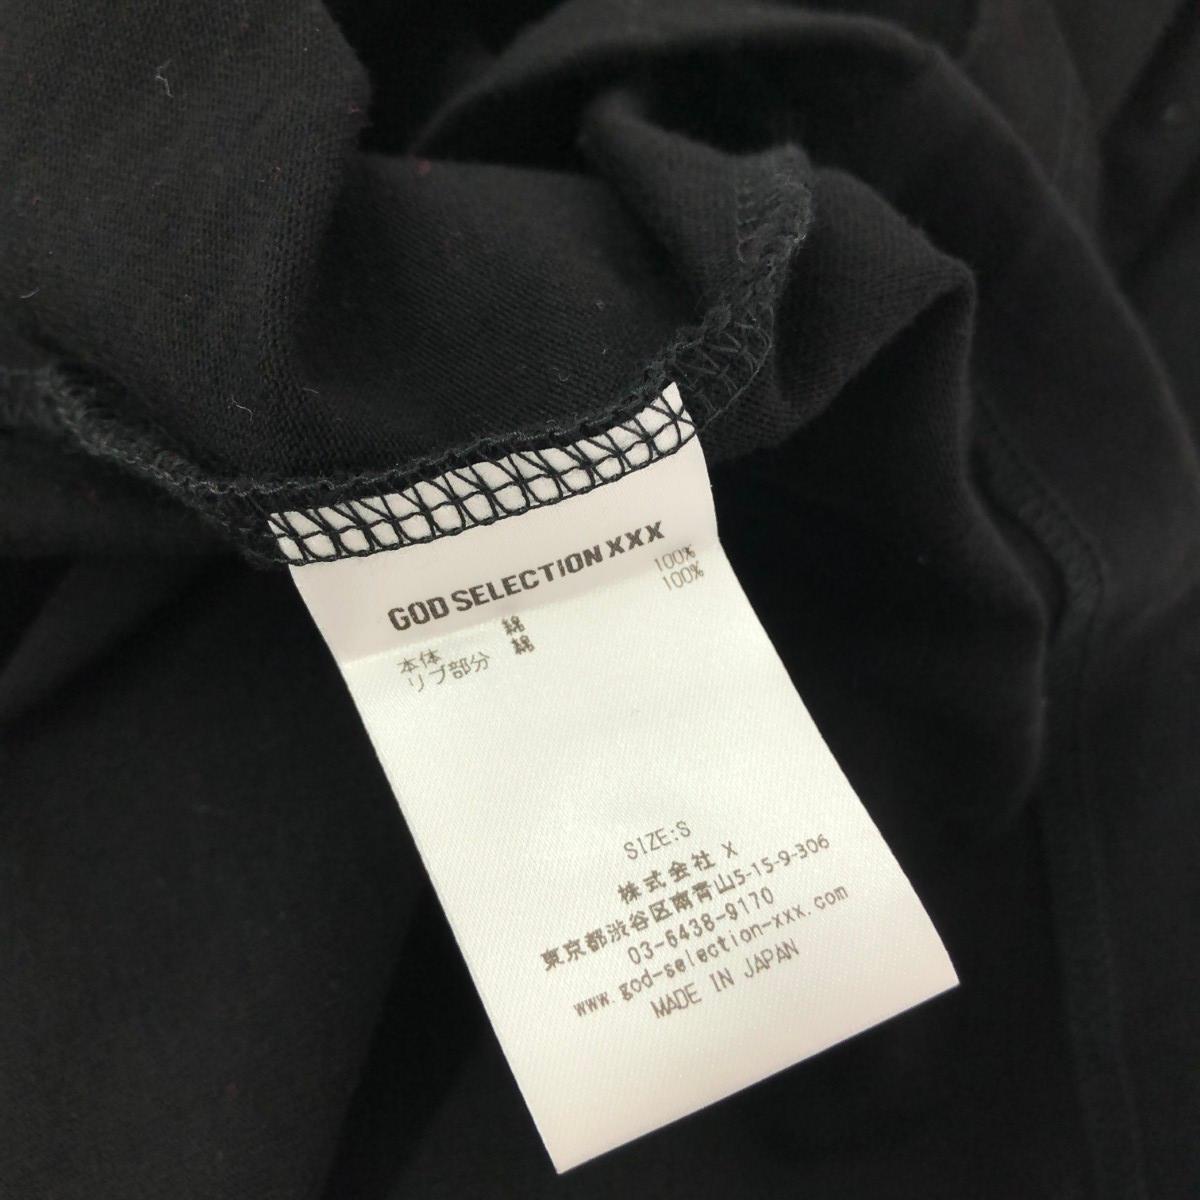 GOD SELECTION XXX
本体 綿 100%
リブ部分 綿 100%
SIZE:S
株式会社 X
東京都渋谷区南青山5-15-9-306
03-6438-9170
www.god-selection-xxx.com
MADE IN JAPAN